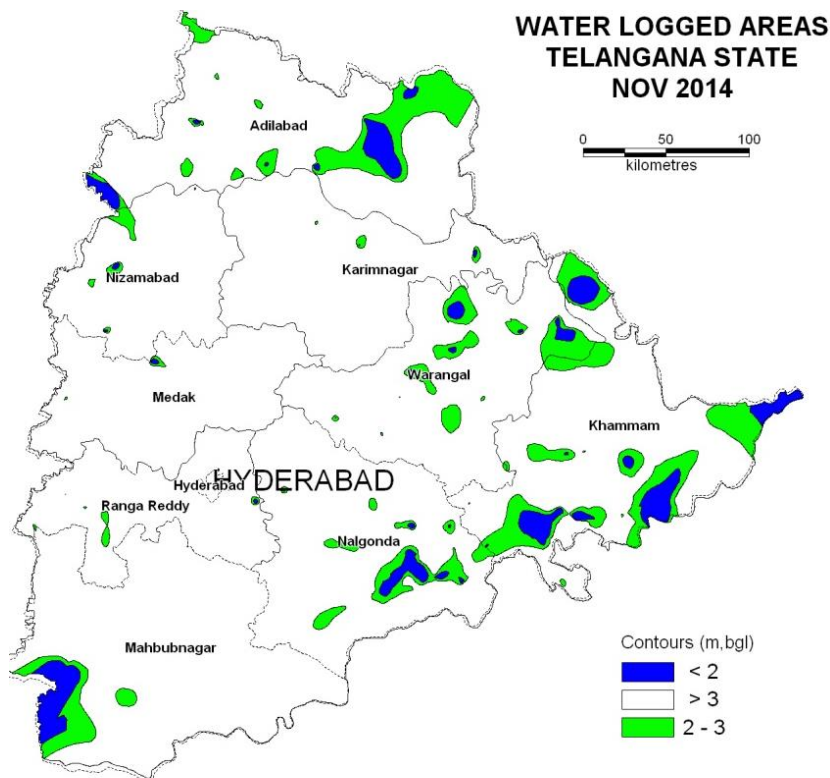 WATER LOGGED AREAS
TELANGANA STATE
NOV 2014
0 50 100
kilometres
Adilabad
Karimnagar
Nizamabad
Warangal
Medak
Khammam
HYDERABAD
Hyderabad
Ranga Reddy
Nalgonda
Mahbubnagar
Contours (m,bgl)
< 2
> 3
2 - 3